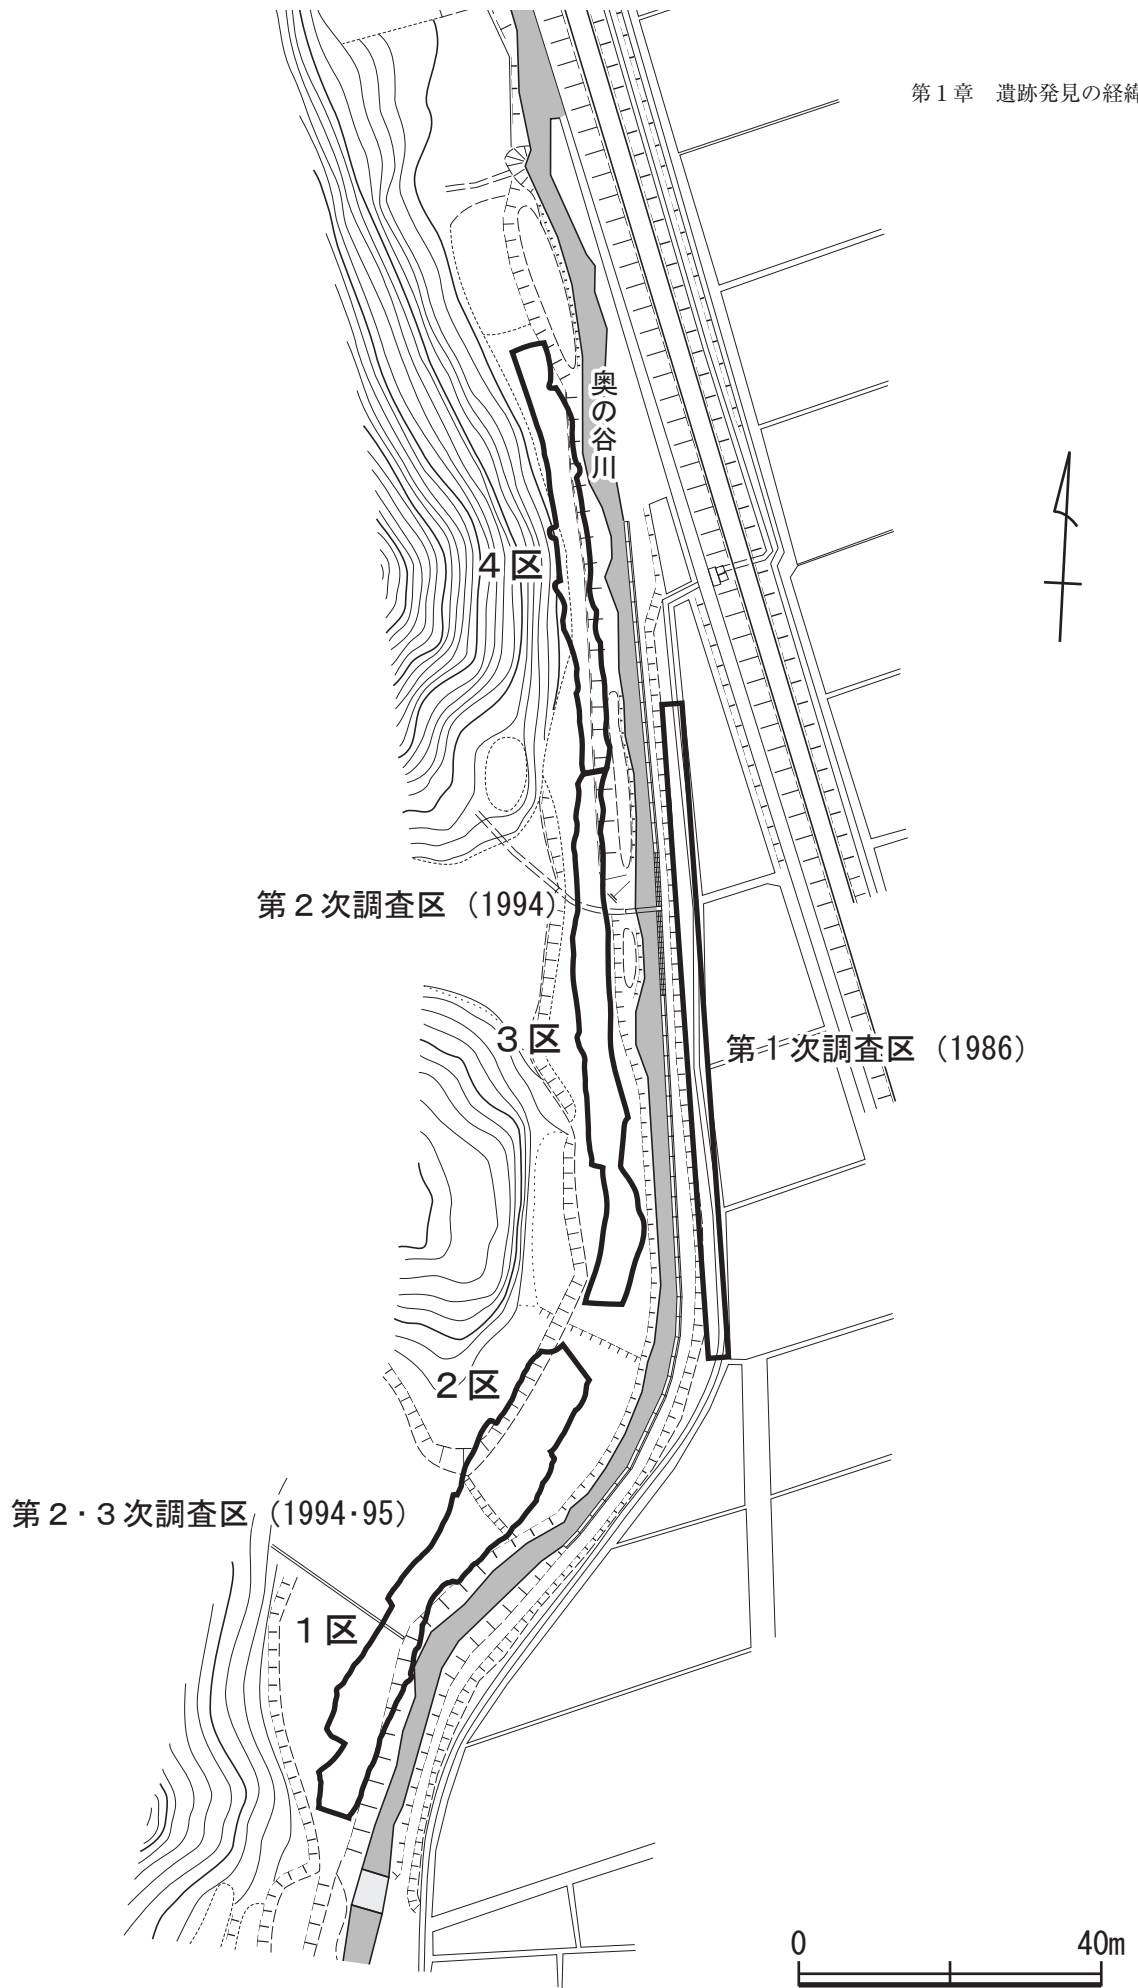 第１章　遺跡発見の経緯
奥の谷川
４区
第２次調査区（1994）
３区
第１次調査区（1986）
２区
第２・３次調査区（1994・95）
１区
0　40m